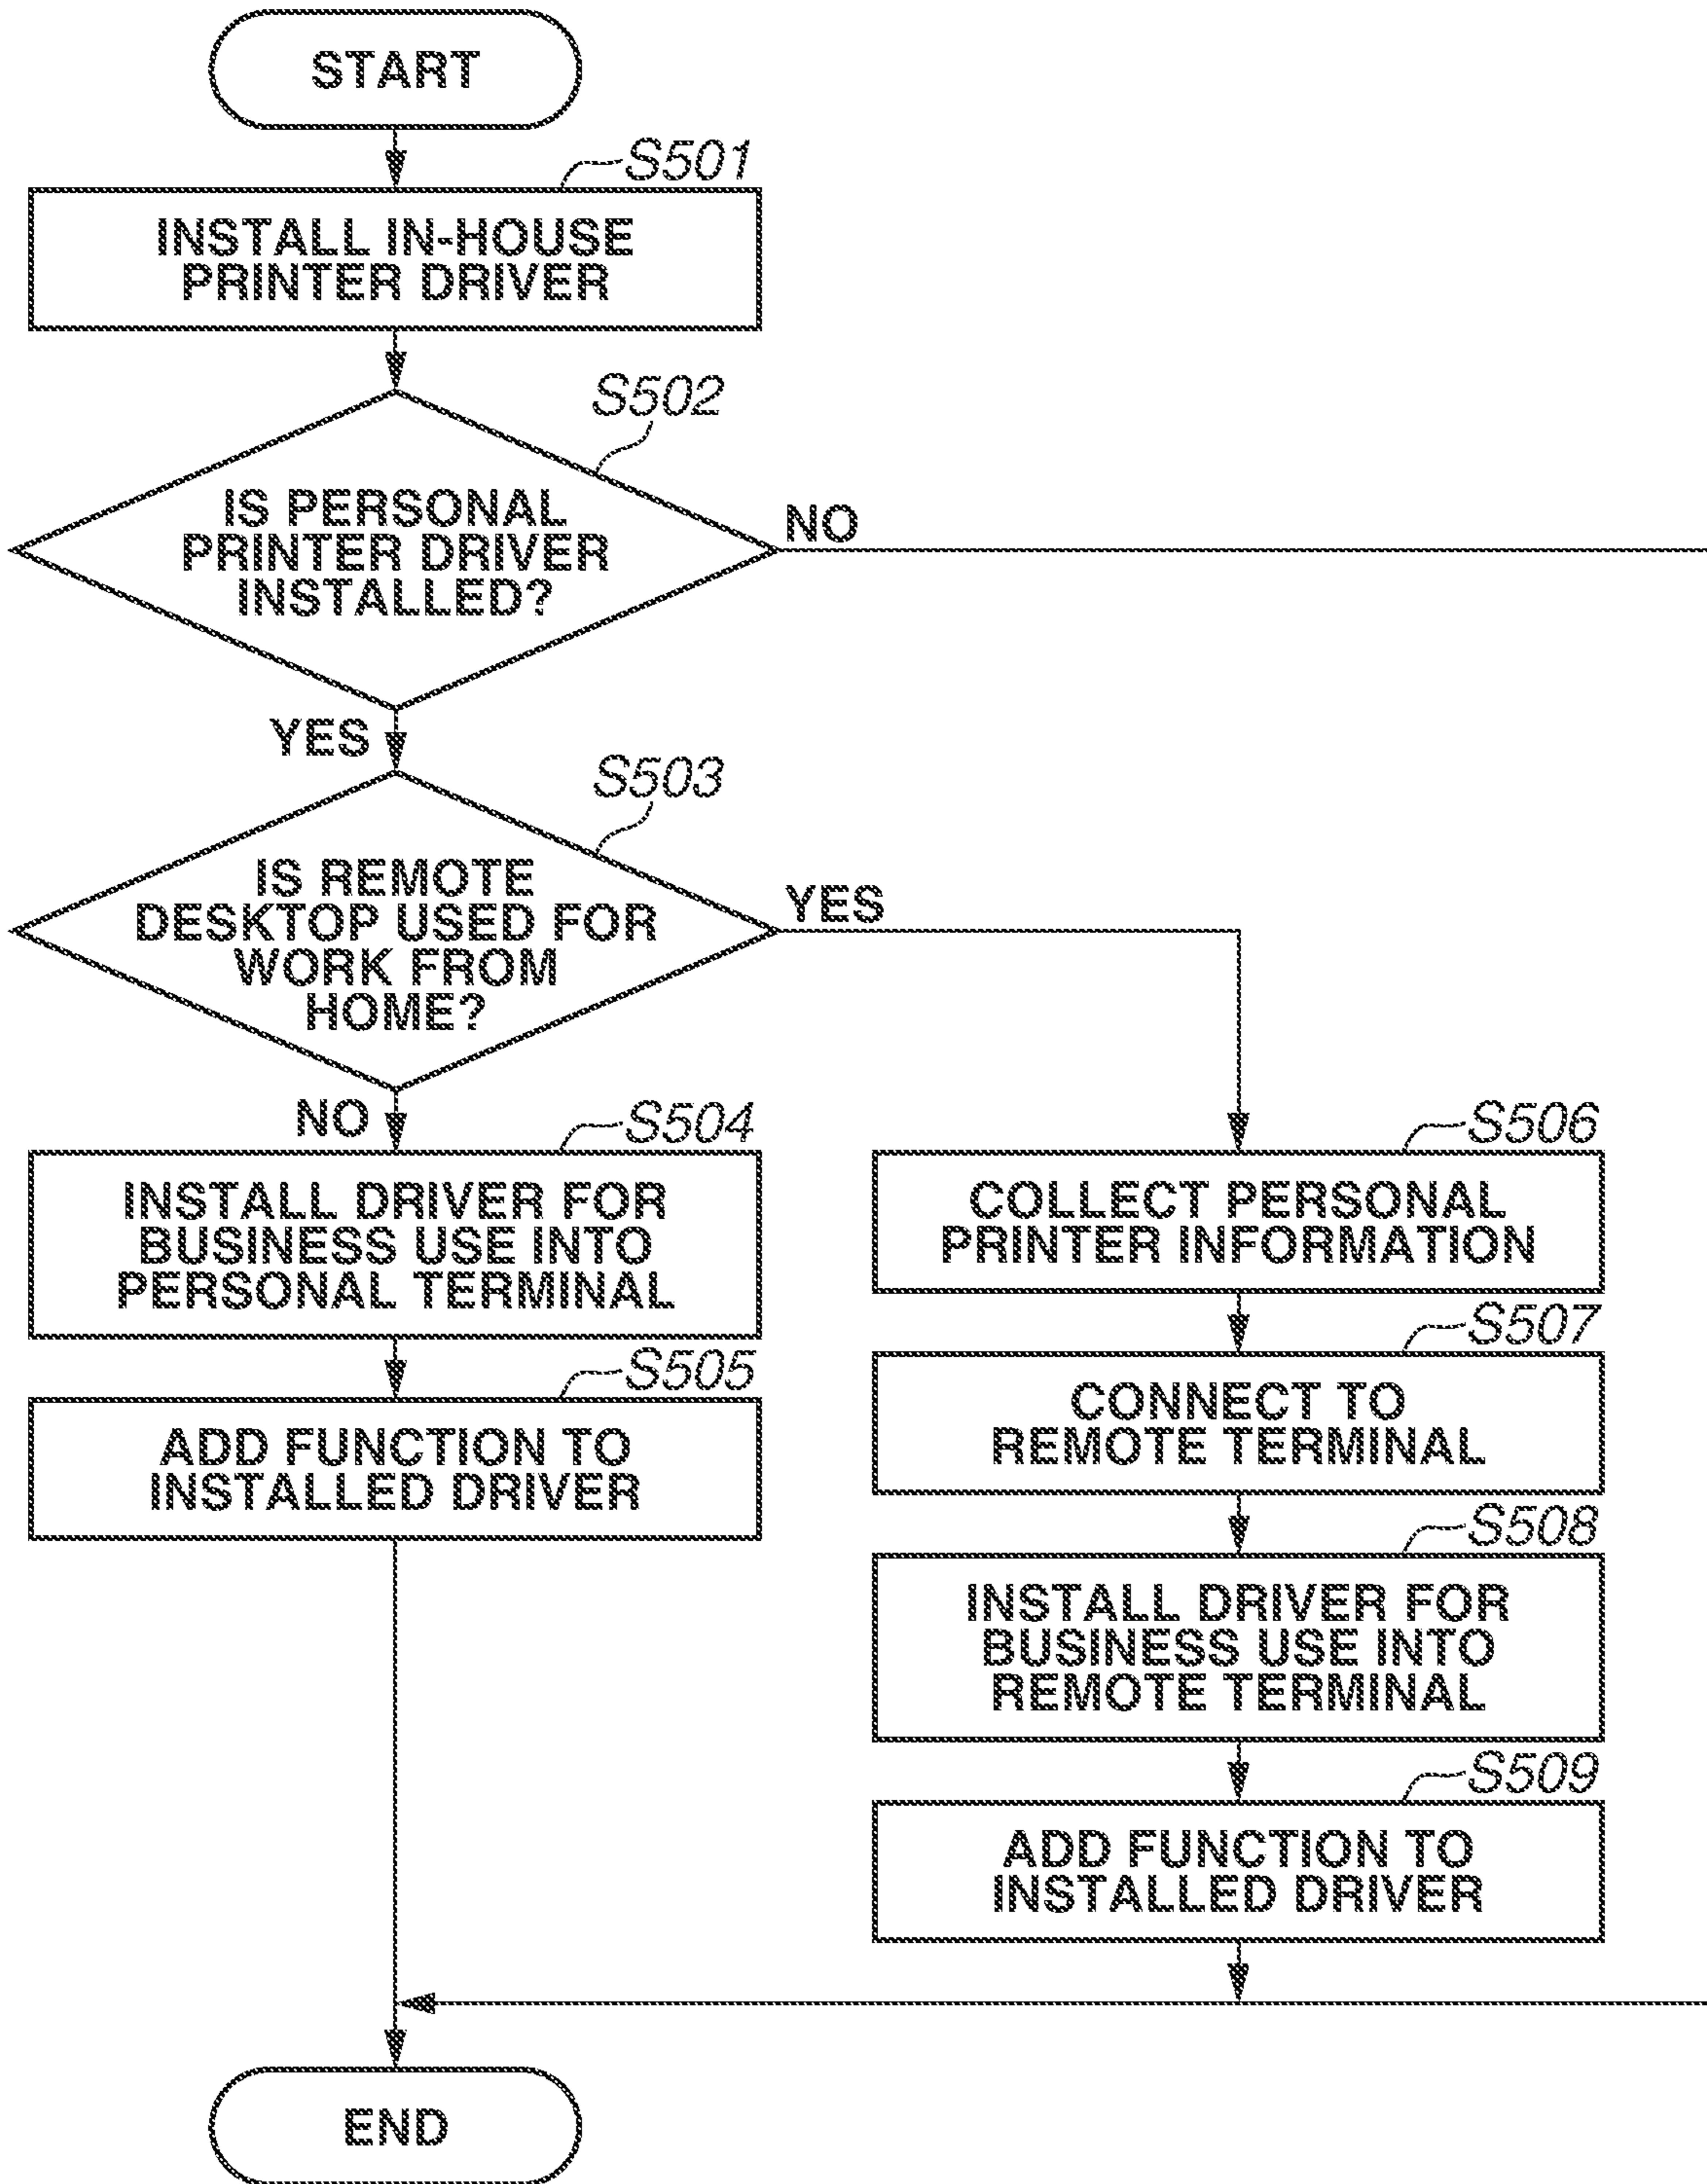 START
S501
INSTALL IN-HOUSE
PRINTER DRIVER
S502
IS PERSONAL
PRINTER DRIVER
INSTALLED?
NO
YES
S503
IS REMOTE
DESKTOP USED FOR
WORK FROM
HOME?
YES
NO
S504
INSTALL DRIVER FOR
BUSINESS USE INTO
PERSONAL TERMINAL
S505
ADD FUNCTION TO
INSTALLED DRIVER
S506
COLLECT PERSONAL
PRINTER INFORMATION
S507
CONNECT TO
REMOTE TERMINAL
S508
INSTALL DRIVER FOR
BUSINESS USE INTO
REMOTE TERMINAL
S509
ADD FUNCTION TO
INSTALLED DRIVER
END